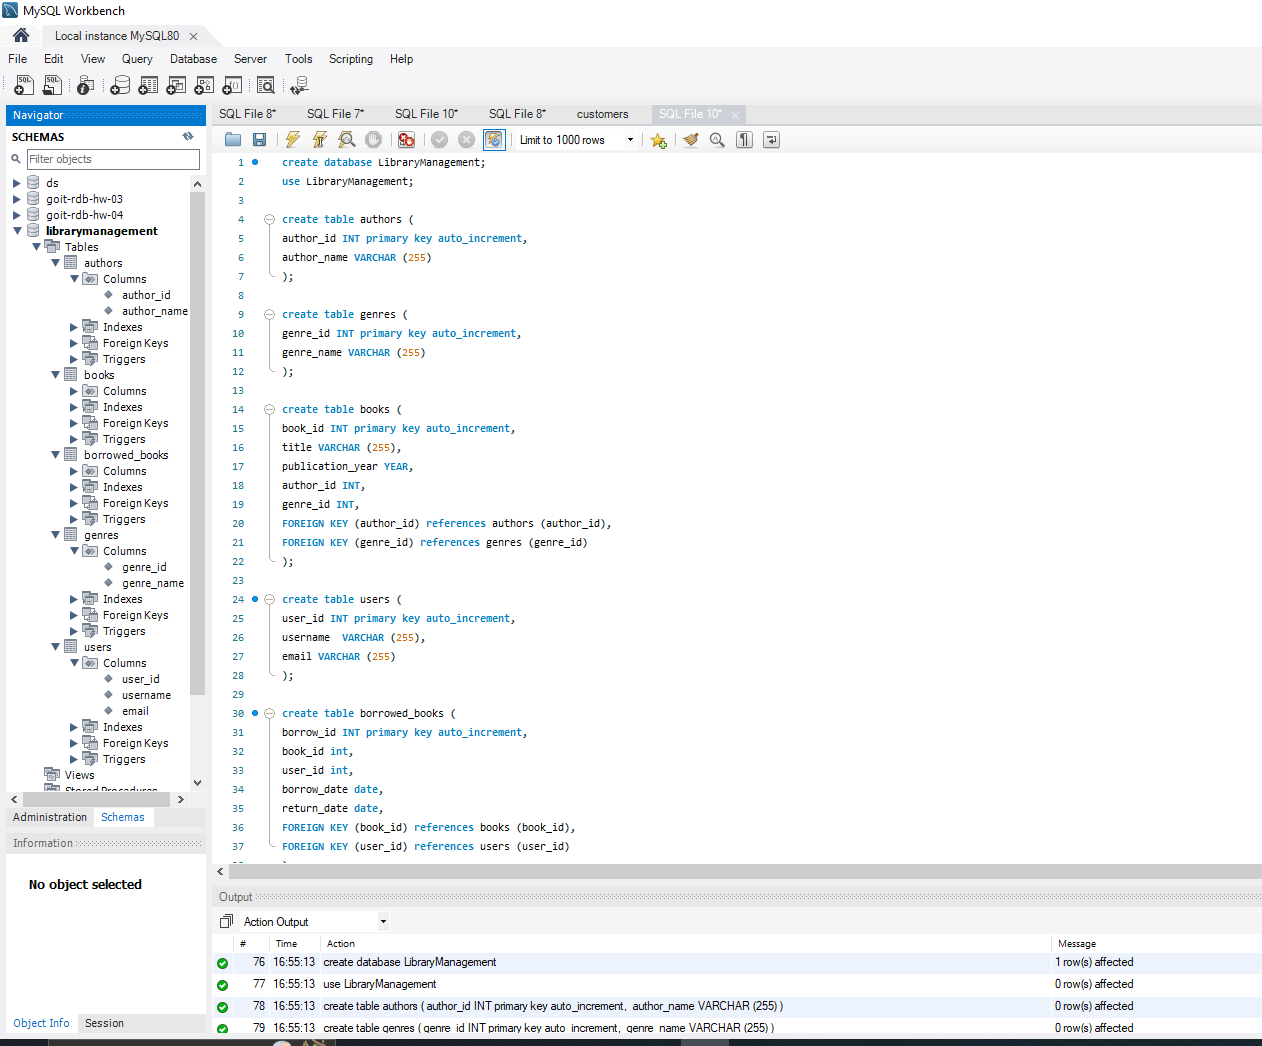 MySQL Workbench
Local instance MySQL80
File Edit View Query Database Server Tools Scripting Help
Navigator
SCHEMAS
Filter objects
ds
goit-rdb-hw-03
goit-rdb-hw-04
librarymanagement
Tables
authors
Columns
author_id
author_name
Indexes
Foreign Keys
Triggers
books
Columns
Indexes
Foreign Keys
Triggers
borrowed_books
Columns
Indexes
Foreign Keys
Triggers
genres
Columns
genre_id
genre_name
Indexes
Foreign Keys
Triggers
users
Columns
user_id
username
email
Indexes
Foreign Keys
Triggers
Views
Stored Procedures
Administration Schemas
Information
No object selected
Object Info Session
SQL File 8* SQL File 7* SQL File 10* SQL File 8* customers SQL File 10*
Limit to 1000 rows
1 create database LibraryManagement;
2 use LibraryManagement;
3
4 create table authors (
5 author_id INT primary key auto_increment,
6 author_name VARCHAR (255)
7 );
8
9 create table genres (
10 genre_id INT primary key auto_increment,
11 genre_name VARCHAR (255)
12 );
13
14 create table books (
15 book_id INT primary key auto_increment,
16 title VARCHAR (255),
17 publication_year YEAR,
18 author_id INT,
19 genre_id INT,
20 FOREIGN KEY (author_id) references authors (author_id),
21 FOREIGN KEY (genre_id) references genres (genre_id)
22 );
23
24 create table users (
25 user_id INT primary key auto_increment,
26 username  VARCHAR (255),
27 email VARCHAR (255)
28 );
29
30 create table borrowed_books (
31 borrow_id INT primary key auto_increment,
32 book_id int,
33 user_id int,
34 borrow_date date,
35 return_date date,
36 FOREIGN KEY (book_id) references books (book_id),
37 FOREIGN KEY (user_id) references users (user_id)
Output
Action Output
# Time Action Message
76 16:55:13 create database LibraryManagement 1 row(s) affected
77 16:55:13 use LibraryManagement 0 row(s) affected
78 16:55:13 create table authors ( author_id INT primary key auto_increment, author_name VARCHAR (255) ) 0 row(s) affected
79 16:55:13 create table genres ( genre_id INT primary key auto_increment, genre_name VARCHAR (255) ) 0 row(s) affected